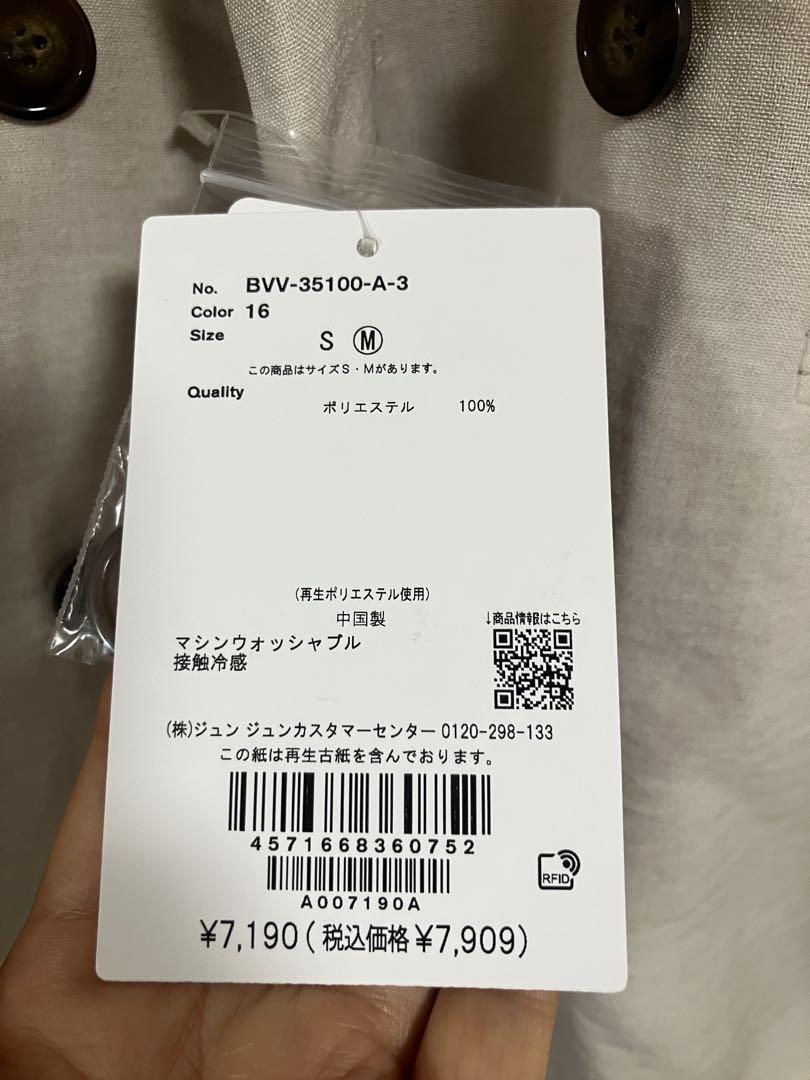 No. BVV-35100-A-3
Color 16
Size
S Ⓜ
この商品はサイズS・Mがあります。
Quality
ポリエステル 100%
(再生ポリエステル使用)
中国製
↓商品情報はこちら
マシンウォッシャブル
接触冷感
(株)ジュン ジュンカスタマーセンター 0120-298-133
この紙は再生古紙を含んでおります。
4571668360752
A007190A
RFID
¥7,190(税込価格¥7,909)